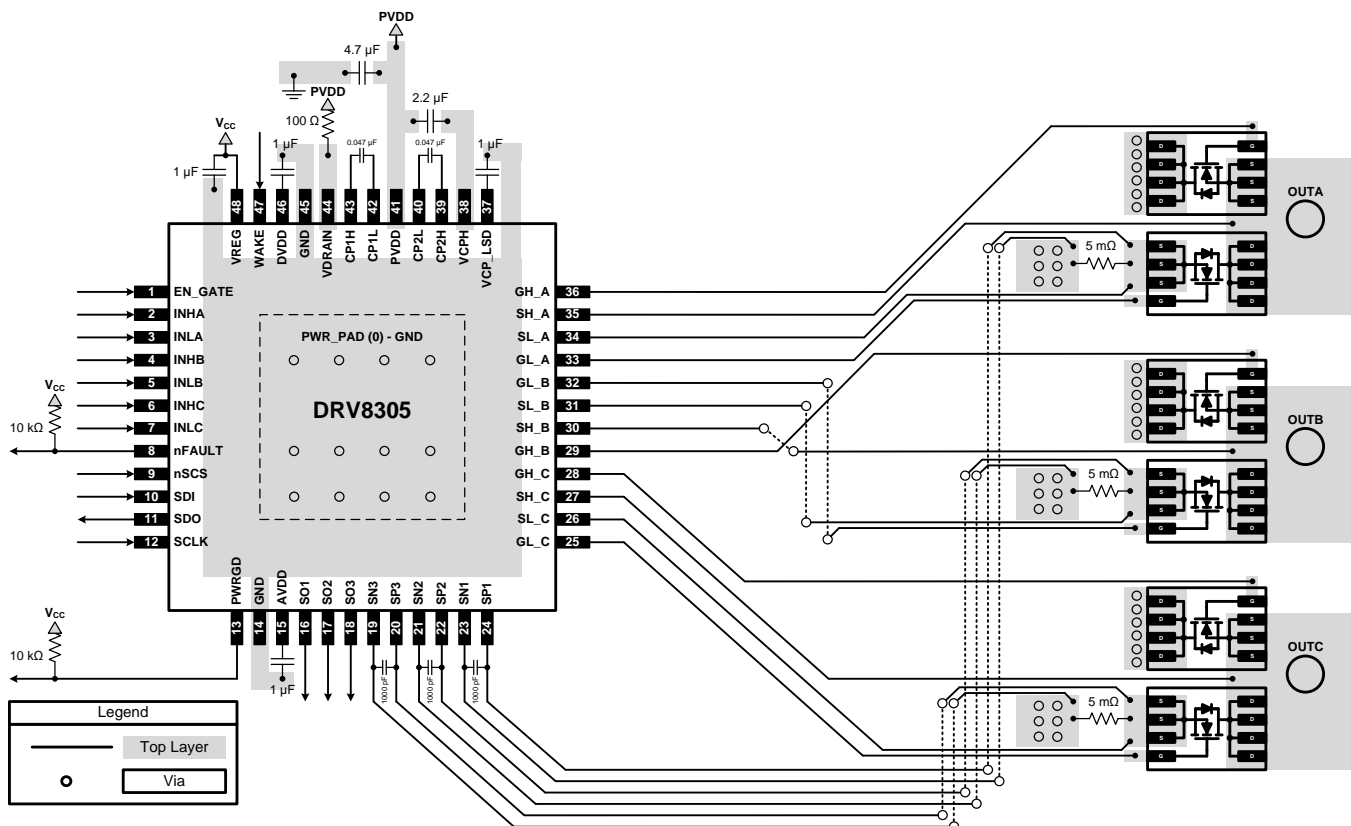 PVDD
4.7 µF
PVDD
2.2 µF
100 Ω
VCC
1 µF
0.047 µF
0.047 µF
1 µF
1 µF
48 47 46 45 44 43 42 41 40 39 38 37
VREG WAKE DVDD GND VDRAIN CP1H CP1L PVDD CP2L CP2H VCPH VCP_LSD
1 EN_GATE
2 INHA
3 INLA
4 INHB
5 INLB
6 INHC
7 INLC
8 nFAULT
9 nSCS
10 SDI
11 SDO
12 SCLK
VCC
10 kΩ
PWR_PAD (0) - GND
DRV8305
GH_A 36
SH_A 35
SL_A 34
GL_A 33
GL_B 32
SL_B 31
SH_B 30
GH_B 29
GH_C 28
SH_C 27
SL_C 26
GL_C 25
PWRGD GND AVDD SO1 SO2 SO3 SN3 SP3 SN2 SP2 SN1 SP1
13 14 15 16 17 18 19 20 21 22 23 24
VCC
10 kΩ
1 µF
1000 pF
1000 pF
1000 pF
D G
D S
D S
D S
OUTA
5 mΩ
S D
S D
S D
G D
D G
D S
D S
D S
OUTB
5 mΩ
S D
S D
S D
G D
D G
D S
D S
D S
OUTC
5 mΩ
S D
S D
S D
G D
Legend
Top Layer
Via